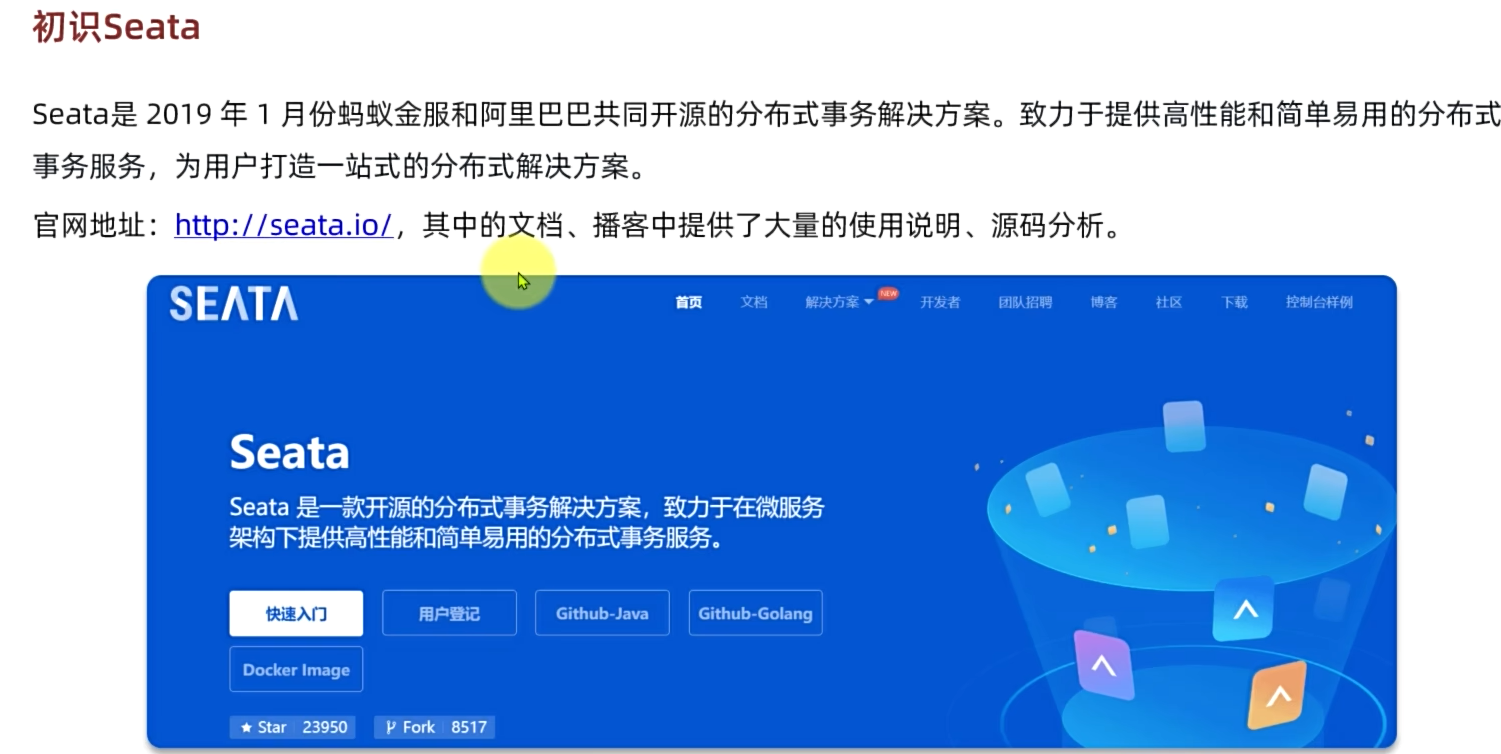 初识Seata
Seata是 2019 年 1 月份蚂蚁金服和阿里巴巴共同开源的分布式事务解决方案。致力于提供高性能和简单易用的分布式
事务服务，为用户打造一站式的分布式解决方案。
官网地址：http://seata.io/，其中的文档、播客中提供了大量的使用说明、源码分析。
SEATA 首页 文档 解决方案 NEW 开发者 团队招聘 博客 社区 下载 控制台样例
Seata
Seata 是一款开源的分布式事务解决方案，致力于在微服务
架构下提供高性能和简单易用的分布式事务服务。
快速入门 用户登记 Github-Java Github-Golang
Docker Image
Star 23950 Fork 8517